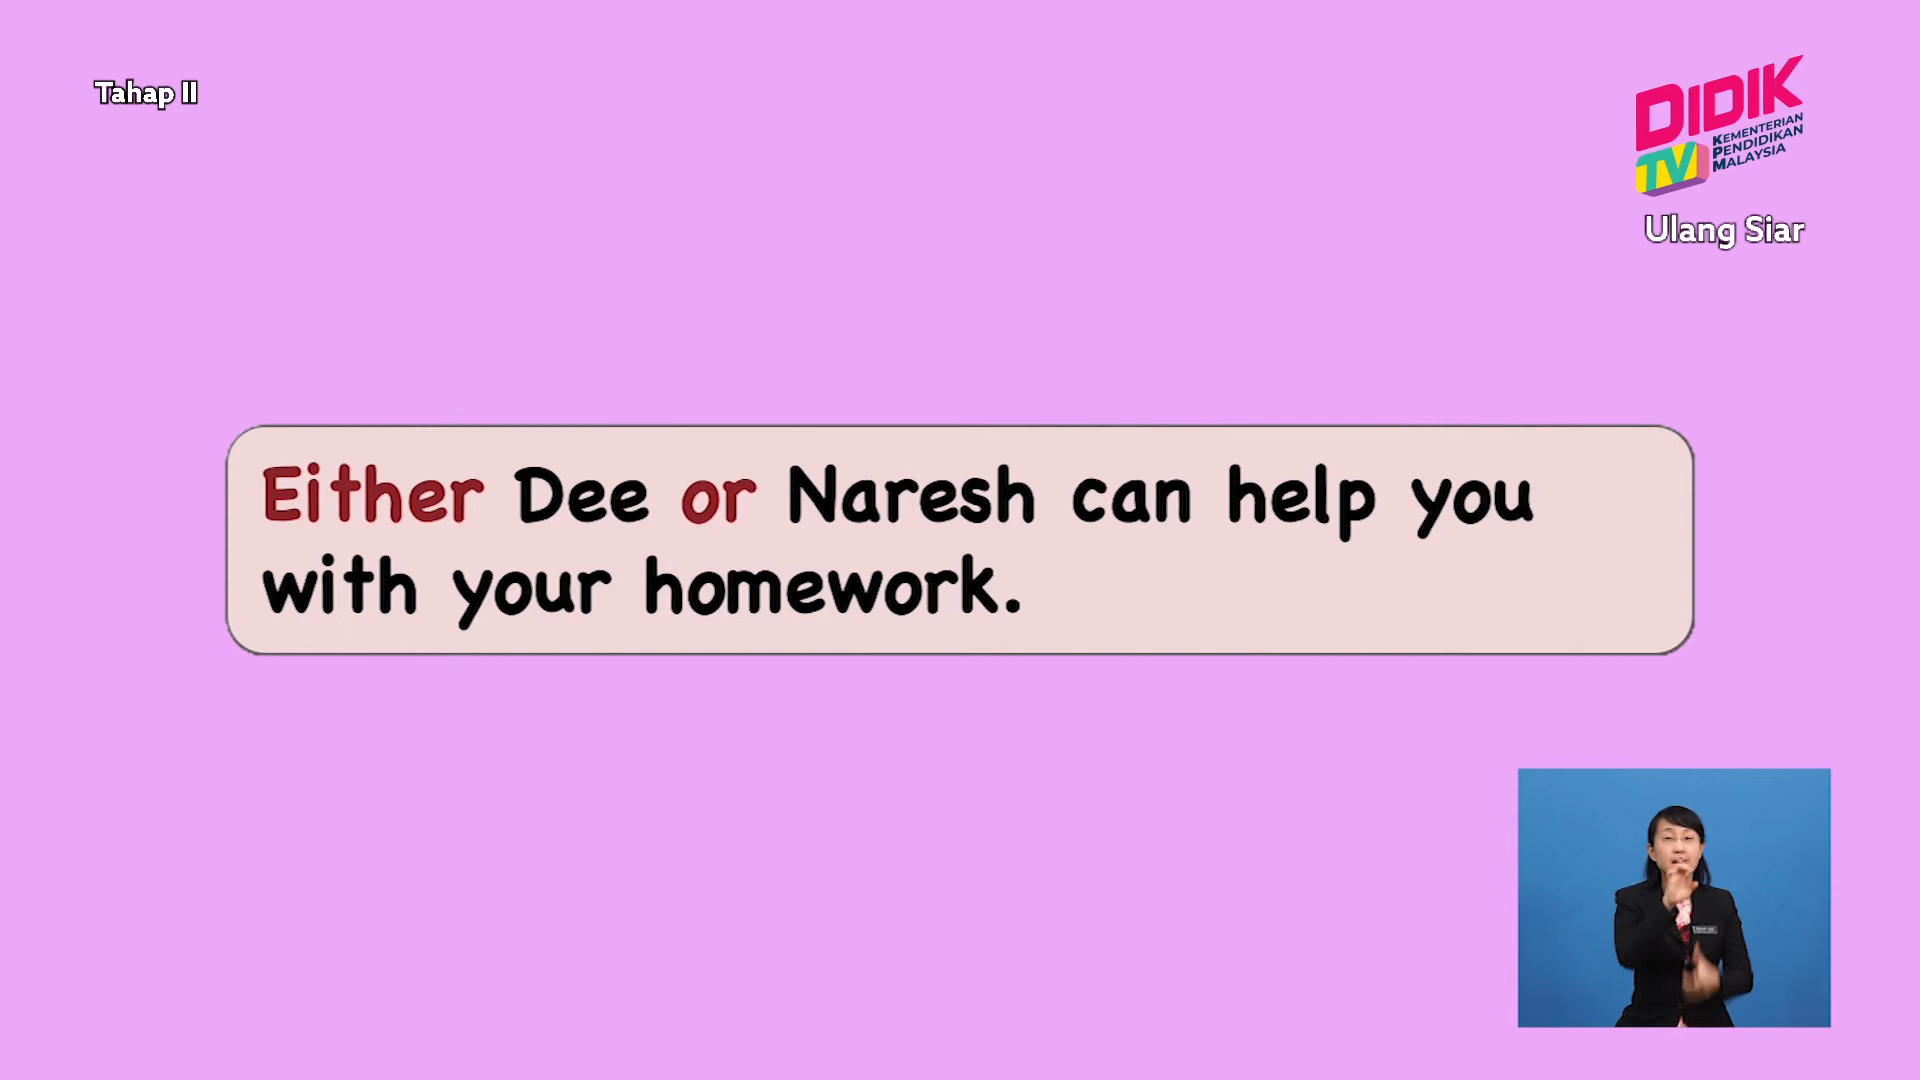 Tahap II
DIDIK
TV
KEMENTERIAN
PENDIDIKAN
MALAYSIA
Ulang Siar
Either Dee or Naresh can help you
with your homework.